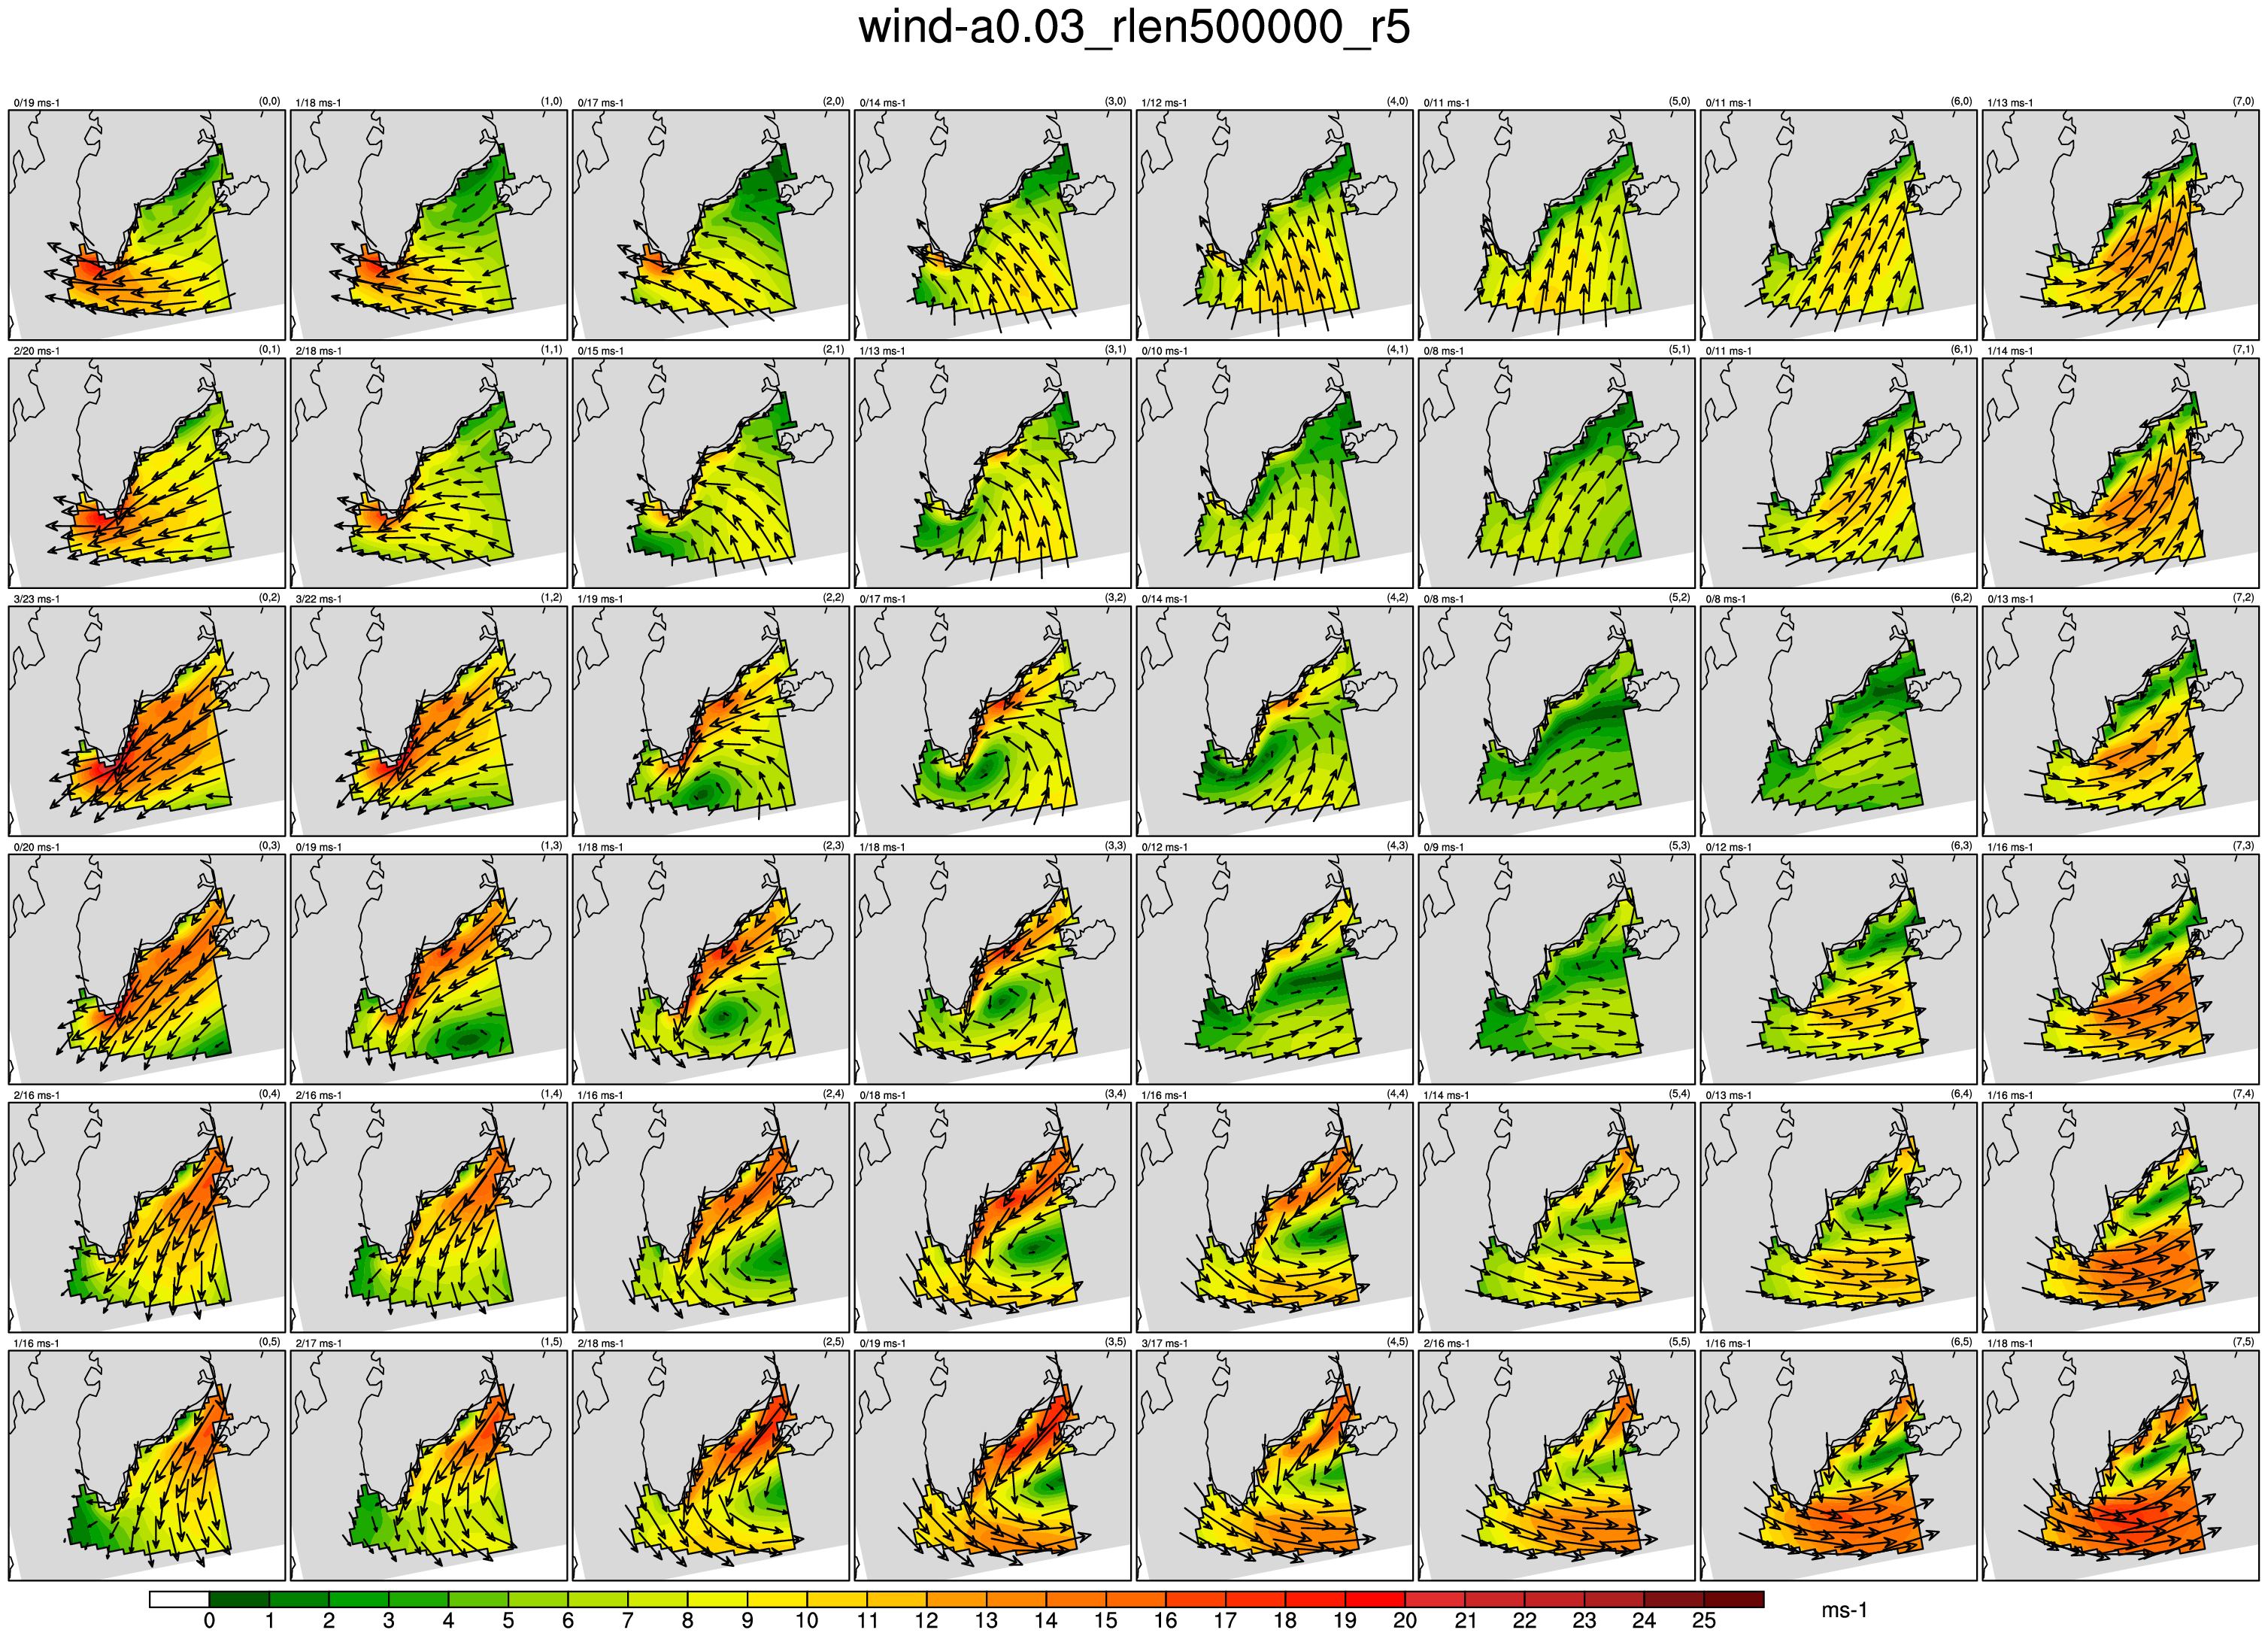 wind-a0.03_rlen500000_r5
0/19 ms-1 (0,0) 1/18 ms-1 (1,0) 0/17 ms-1 (2,0) 0/14 ms-1 (3,0) 1/12 ms-1 (4,0) 0/11 ms-1 (5,0) 0/11 ms-1 (6,0) 1/13 ms-1 (7,0)
2/20 ms-1 (0,1) 2/18 ms-1 (1,1) 0/15 ms-1 (2,1) 1/13 ms-1 (3,1) 0/10 ms-1 (4,1) 0/8 ms-1 (5,1) 0/11 ms-1 (6,1) 1/14 ms-1 (7,1)
3/23 ms-1 (0,2) 3/22 ms-1 (1,2) 1/19 ms-1 (2,2) 0/17 ms-1 (3,2) 0/14 ms-1 (4,2) 0/8 ms-1 (5,2) 0/8 ms-1 (6,2) 0/13 ms-1 (7,2)
0/20 ms-1 (0,3) 0/19 ms-1 (1,3) 1/18 ms-1 (2,3) 1/18 ms-1 (3,3) 0/12 ms-1 (4,3) 0/9 ms-1 (5,3) 0/12 ms-1 (6,3) 1/16 ms-1 (7,3)
2/16 ms-1 (0,4) 2/16 ms-1 (1,4) 1/16 ms-1 (2,4) 0/18 ms-1 (3,4) 1/16 ms-1 (4,4) 1/14 ms-1 (5,4) 0/13 ms-1 (6,4) 1/16 ms-1 (7,4)
1/16 ms-1 (0,5) 2/17 ms-1 (1,5) 2/18 ms-1 (2,5) 0/19 ms-1 (3,5) 3/17 ms-1 (4,5) 2/16 ms-1 (5,5) 1/16 ms-1 (6,5) 1/18 ms-1 (7,5)
0 1 2 3 4 5 6 7 8 9 10 11 12 13 14 15 16 17 18 19 20 21 22 23 24 25 ms-1